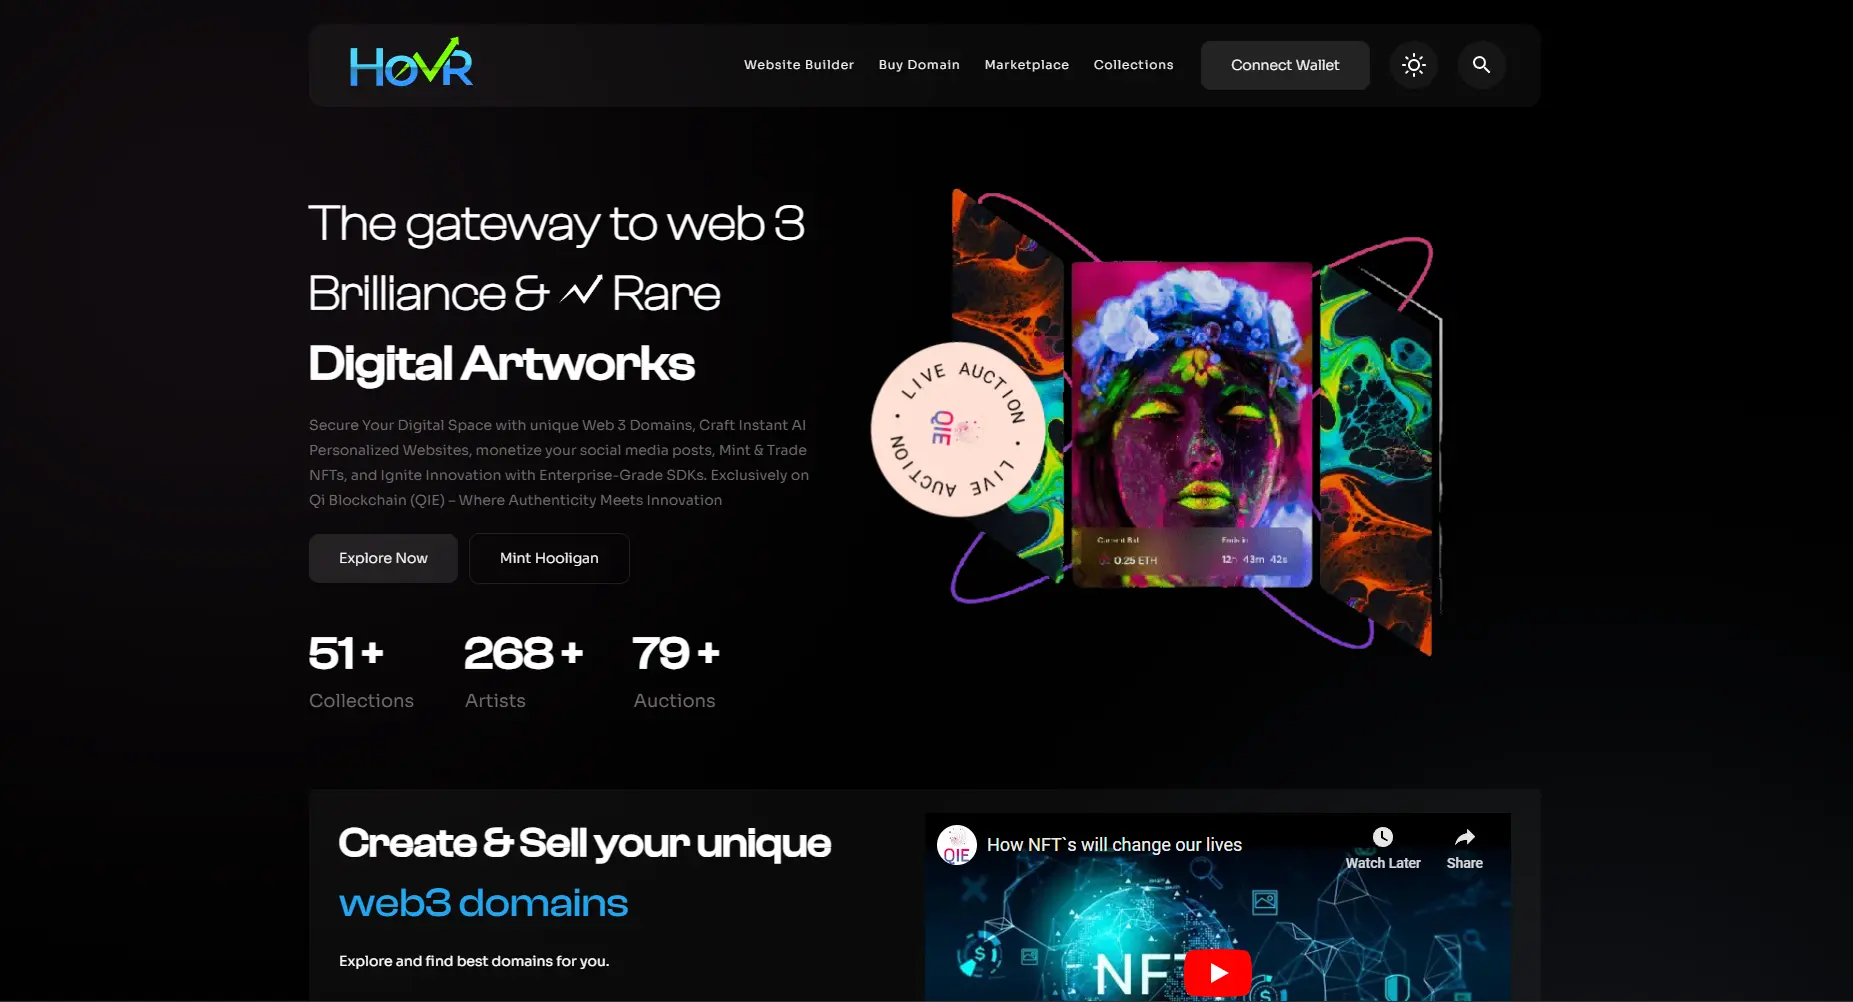 HovR
Website Builder
Buy Domain
Marketplace
Collections
Connect Wallet
The gateway to web 3
Brilliance & Rare
Digital Artworks
Secure Your Digital Space with unique Web 3 Domains, Craft Instant AI
Personalized Websites, monetize your social media posts, Mint & Trade
NFTs, and Ignite Innovation with Enterprise-Grade SDKs. Exclusively on
Qi Blockchain (QIE) – Where Authenticity Meets Innovation
Explore Now
Mint Hooligan
51 +
Collections
268 +
Artists
79 +
Auctions
LIVE AUCTION • LIVE AUCTION •
QIE
Current Bid
0.25 ETH
Ends in
12h 43m 42s
Create & Sell your unique
web3 domains
Explore and find best domains for you.
QIE
How NFT`s will change our lives
Watch Later
Share
NFT